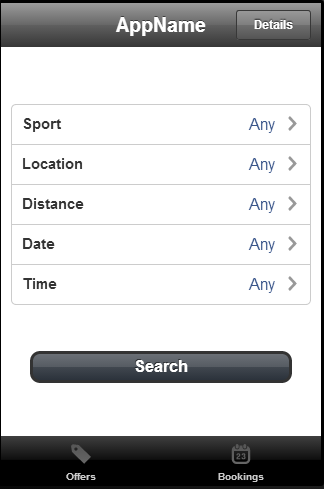 AppName Details
Sport Any
Location Any
Distance Any
Date Any
Time Any
Search
23
Offers Bookings